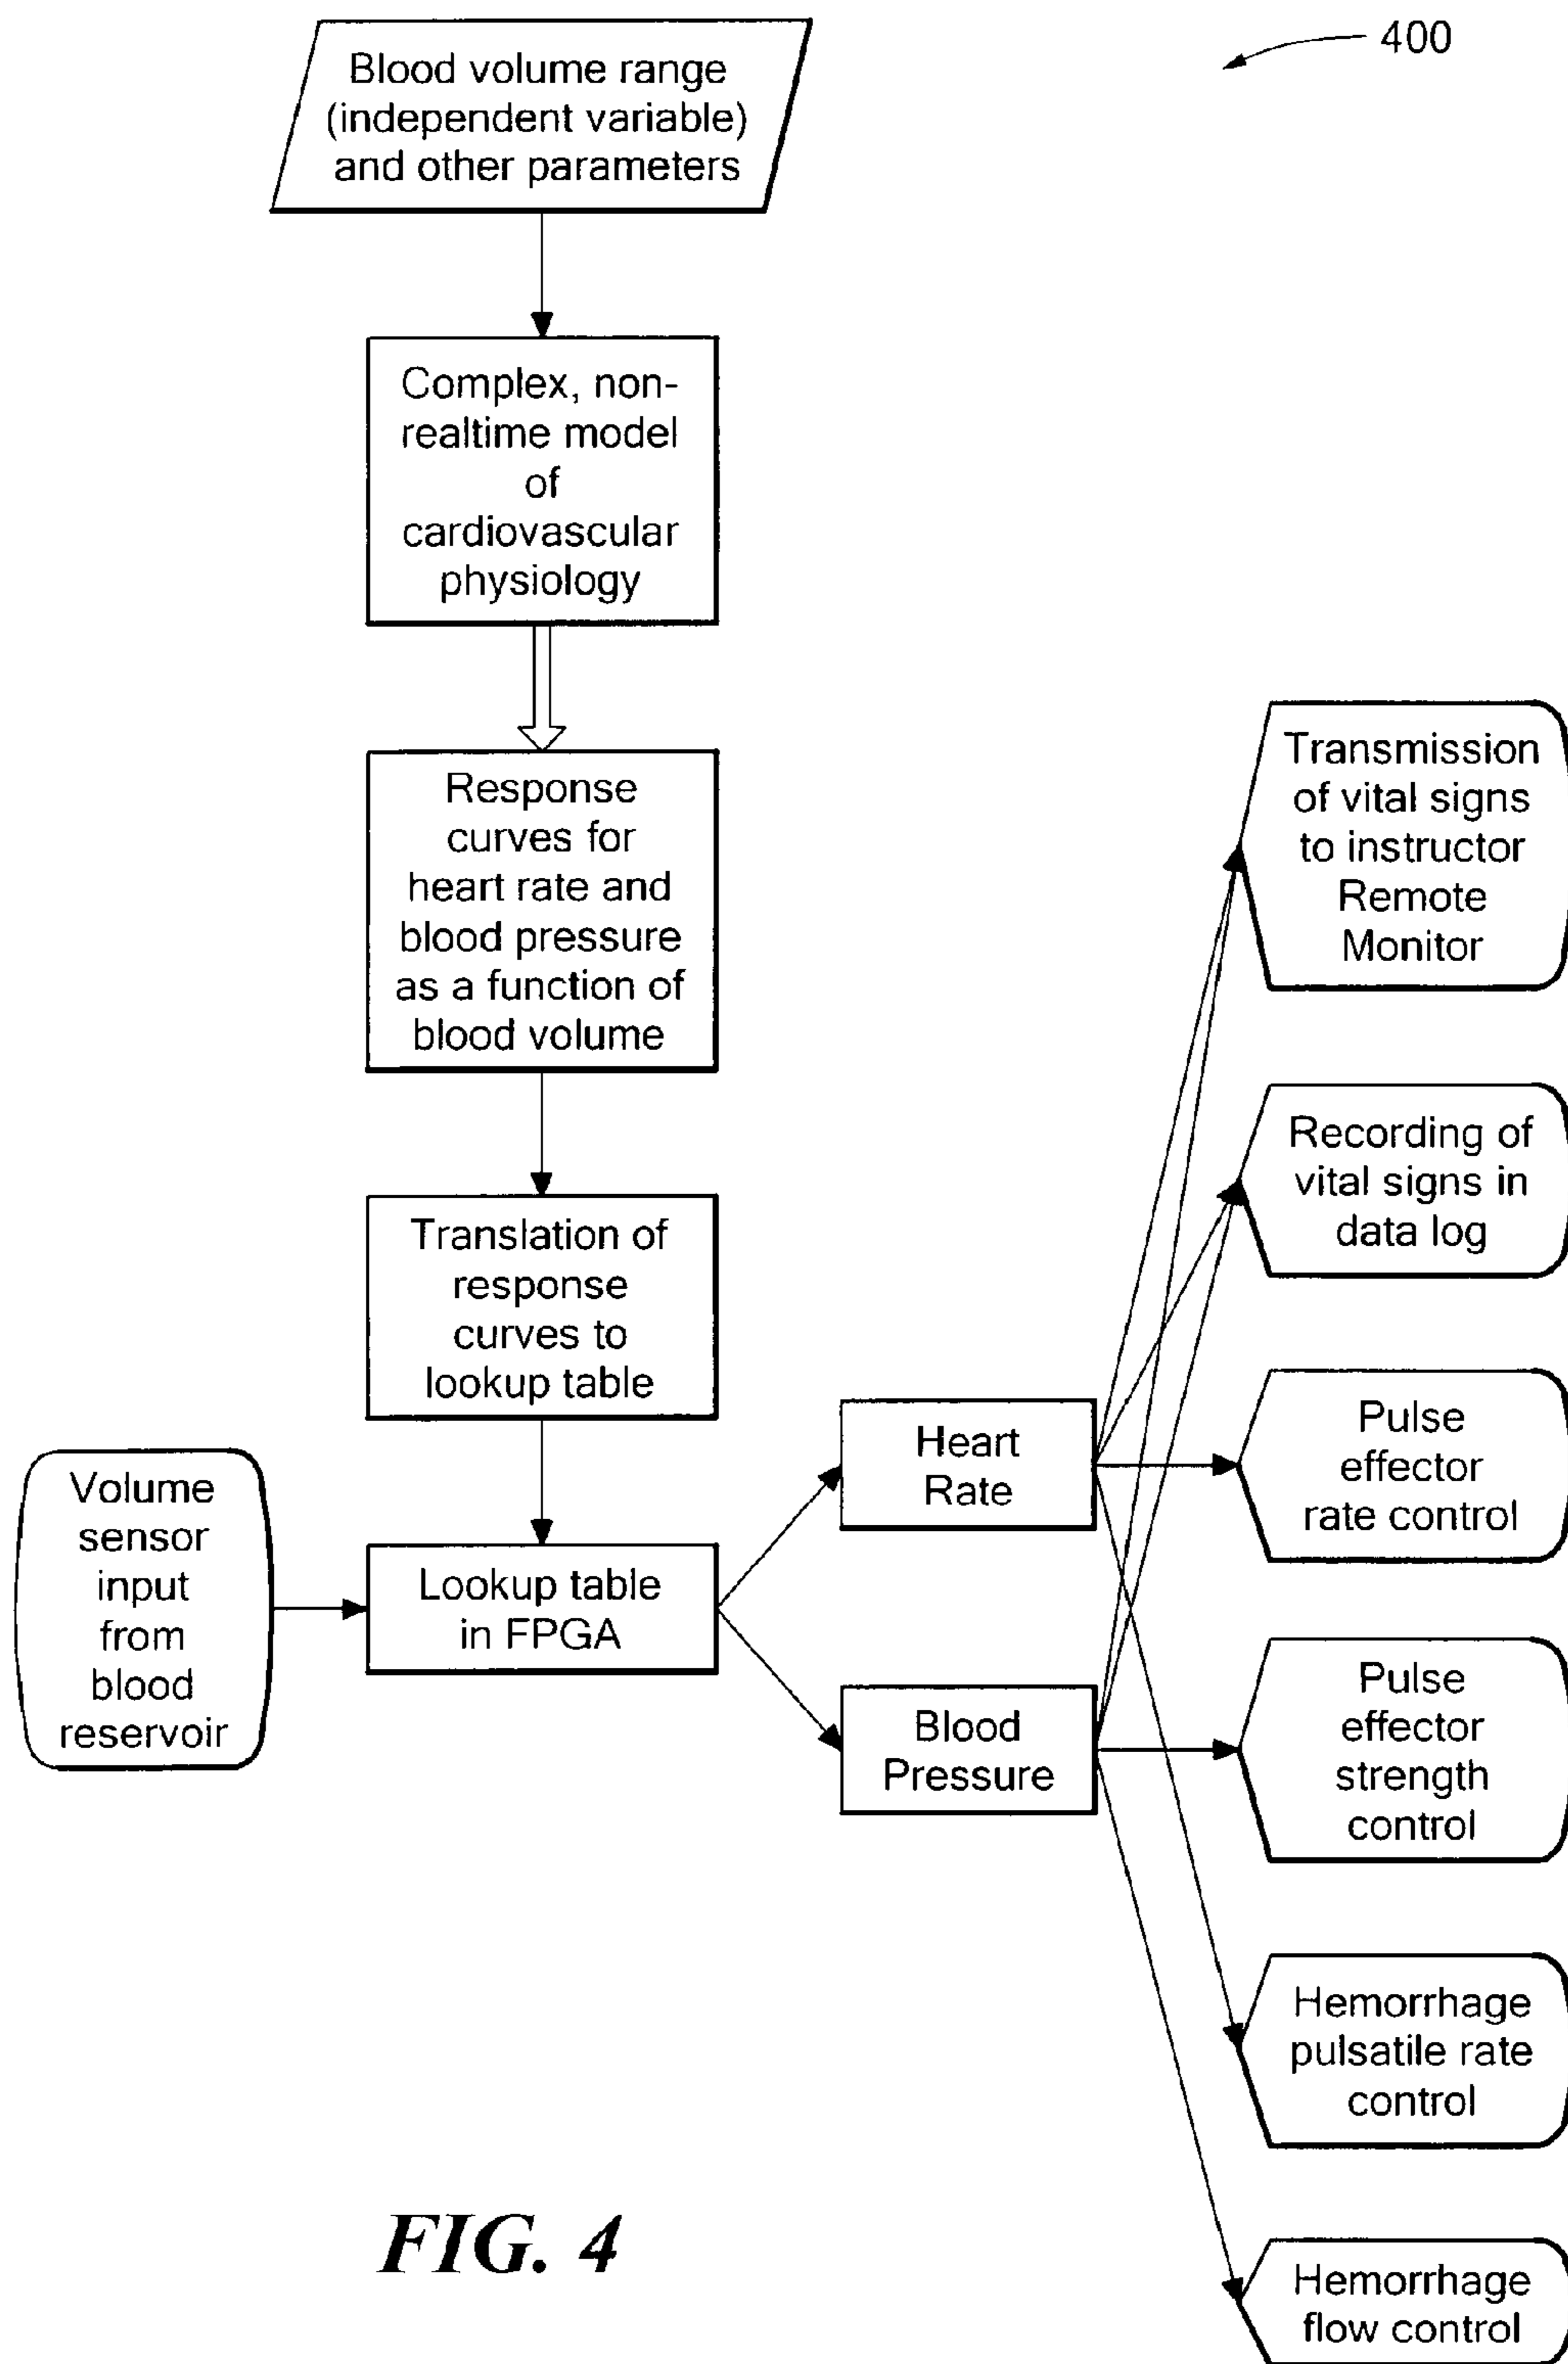 400
Blood volume range
(independent variable)
and other parameters
Complex, non-
realtime model
of
cardiovascular
physiology
Response
curves for
heart rate and
blood pressure
as a function of
blood volume
Translation of
response
curves to
lookup table
Volume
sensor
input
from
blood
reservoir
Lookup table
in FPGA
Heart
Rate
Blood
Pressure
Transmission
of vital signs
to instructor
Remote
Monitor
Recording of
vital signs in
data log
Pulse
effector
rate control
Pulse
effector
strength
control
Hemorrhage
pulsatile rate
control
Hemorrhage
flow control
FIG. 4